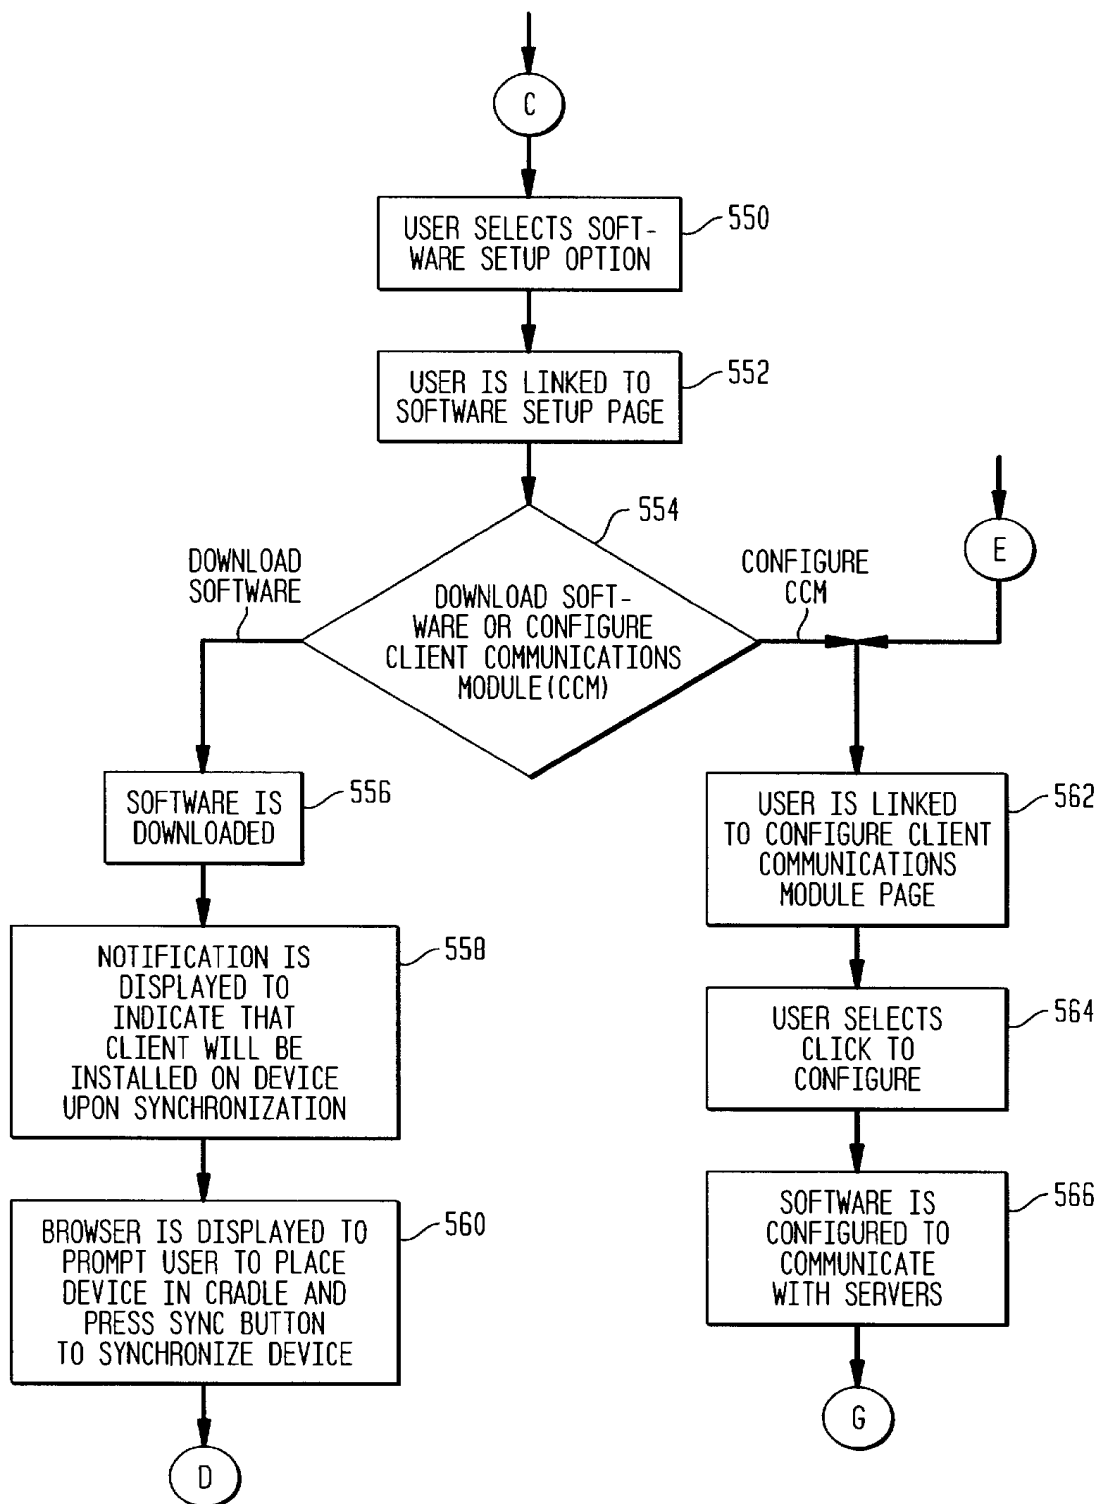 C
USER SELECTS SOFT-
WARE SETUP OPTION
550
USER IS LINKED TO
SOFTWARE SETUP PAGE
552
554
E
DOWNLOAD
SOFTWARE
DOWNLOAD SOFT-
WARE OR CONFIGURE
CLIENT COMMUNICATIONS
MODULE(CCM)
CONFIGURE
CCM
SOFTWARE IS
DOWNLOADED
556
NOTIFICATION IS
DISPLAYED TO
INDICATE THAT
CLIENT WILL BE
INSTALLED ON DEVICE
UPON SYNCHRONIZATION
558
BROWSER IS DISPLAYED TO
PROMPT USER TO PLACE
DEVICE IN CRADLE AND
PRESS SYNC BUTTON
TO SYNCHRONIZE DEVICE
560
D
USER IS LINKED
TO CONFIGURE CLIENT
COMMUNICATIONS
MODULE PAGE
562
USER SELECTS
CLICK TO
CONFIGURE
564
SOFTWARE IS
CONFIGURED TO
COMMUNICATE
WITH SERVERS
566
G